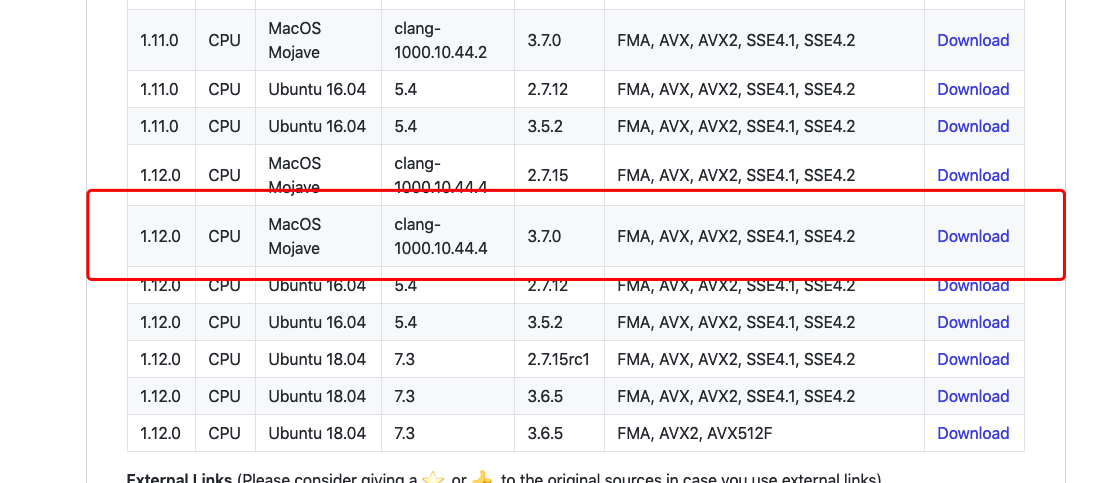 MacOS clang-
1.11.0 CPU Mojave 1000.10.44.2 3.7.0 FMA, AVX, AVX2, SSE4.1, SSE4.2 Download
1.11.0 CPU Ubuntu 16.04 5.4 2.7.12 FMA, AVX, AVX2, SSE4.1, SSE4.2 Download
1.11.0 CPU Ubuntu 16.04 5.4 3.5.2 FMA, AVX, AVX2, SSE4.1, SSE4.2 Download
MacOS clang-
1.12.0 CPU Mojave 1000.10.44.4 2.7.15 FMA, AVX, AVX2, SSE4.1, SSE4.2 Download
MacOS clang-
1.12.0 CPU Mojave 1000.10.44.4 3.7.0 FMA, AVX, AVX2, SSE4.1, SSE4.2 Download
1.12.0 CPU Ubuntu 16.04 5.4 2.7.12 FMA, AVX, AVX2, SSE4.1, SSE4.2 Download
1.12.0 CPU Ubuntu 16.04 5.4 3.5.2 FMA, AVX, AVX2, SSE4.1, SSE4.2 Download
1.12.0 CPU Ubuntu 18.04 7.3 2.7.15rc1 FMA, AVX, AVX2, SSE4.1, SSE4.2 Download
1.12.0 CPU Ubuntu 18.04 7.3 3.6.5 FMA, AVX, AVX2, SSE4.1, SSE4.2 Download
1.12.0 CPU Ubuntu 18.04 7.3 3.6.5 FMA, AVX2, AVX512F Download
External Links (Please consider giving a ⭐ or 👍 to the original sources in case you use external links)